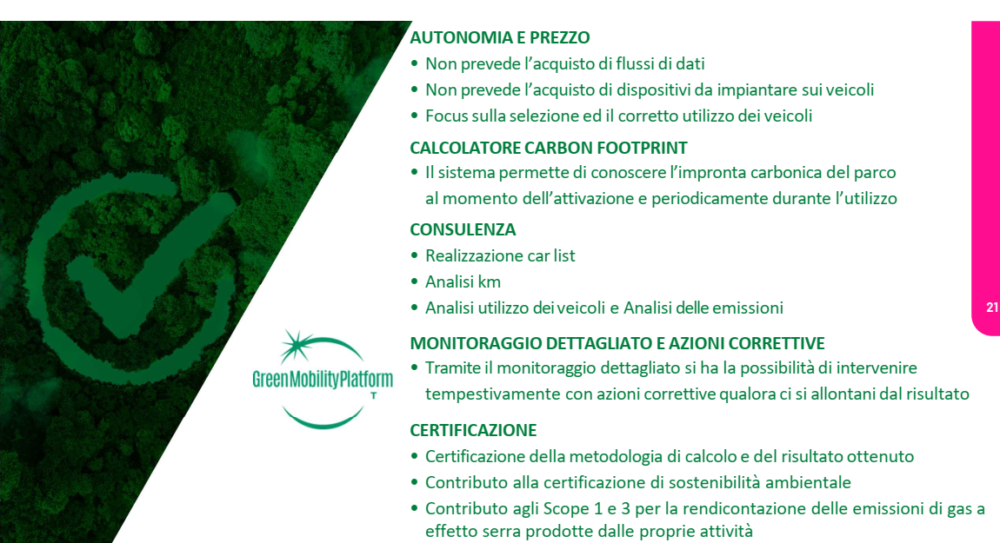 AUTONOMIA E PREZZO
• Non prevede l’acquisto di flussi di dati
• Non prevede l’acquisto di dispositivi da impiantare sui veicoli
• Focus sulla selezione ed il corretto utilizzo dei veicoli
CALCOLATORE CARBON FOOTPRINT
• Il sistema permette di conoscere l’impronta carbonica del parco
al momento dell’attivazione e periodicamente durante l’utilizzo
CONSULENZA
• Realizzazione car list
• Analisi km
• Analisi utilizzo dei veicoli e Analisi delle emissioni
21
MONITORAGGIO DETTAGLIATO E AZIONI CORRETTIVE
• Tramite il monitoraggio dettagliato si ha la possibilità di intervenire
tempestivamente con azioni correttive qualora ci si allontani dal risultato
GreenMobilityPlatform
T
CERTIFICAZIONE
• Certificazione della metodologia di calcolo e del risultato ottenuto
• Contributo alla certificazione di sostenibilità ambientale
• Contributo agli Scope 1 e 3 per la rendicontazione delle emissioni di gas a
effetto serra prodotte dalle proprie attività